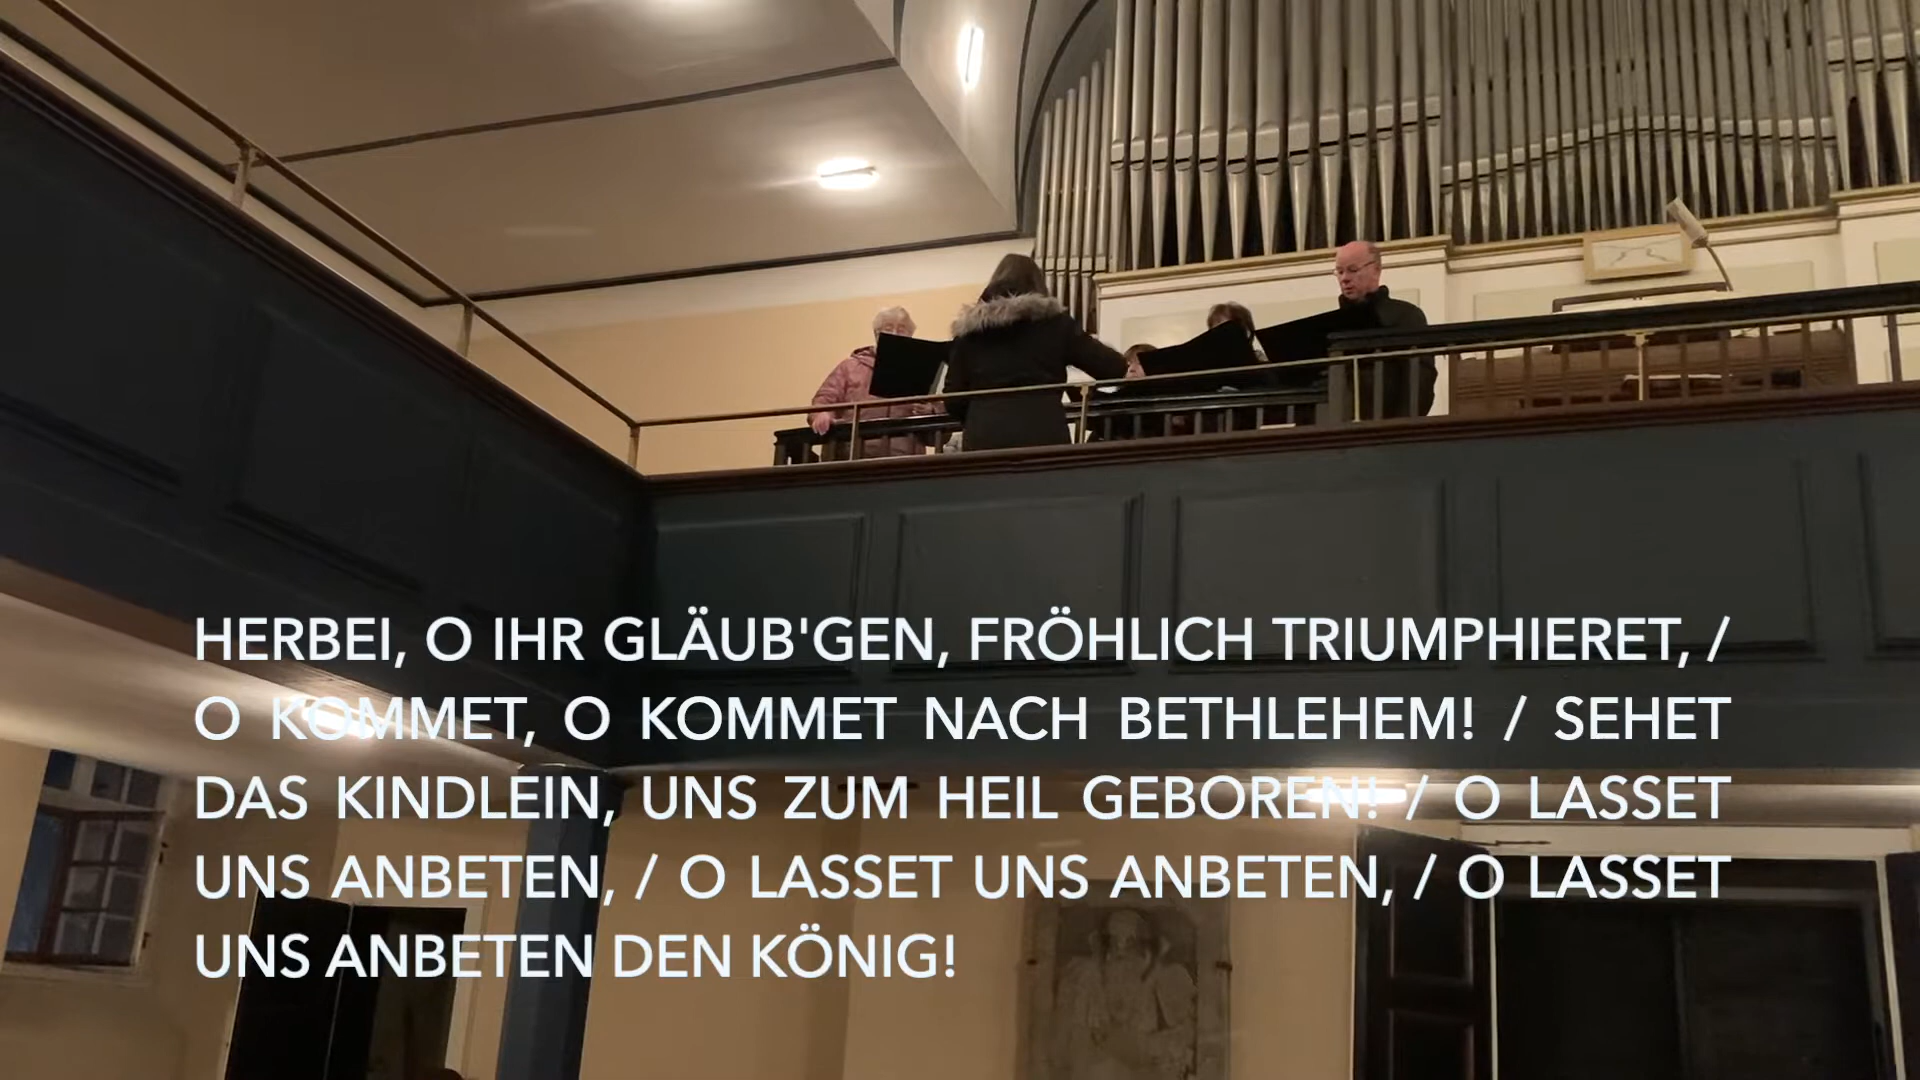 HERBEI, O IHR GLÄUB'GEN, FRÖHLICH TRIUMPHIERET, /
O KOMMET, O KOMMET NACH BETHLEHEM! / SEHET
DAS KINDLEIN, UNS ZUM HEIL GEBOREN! / O LASSET
UNS ANBETEN, / O LASSET UNS ANBETEN, / O LASSET
UNS ANBETEN DEN KÖNIG!